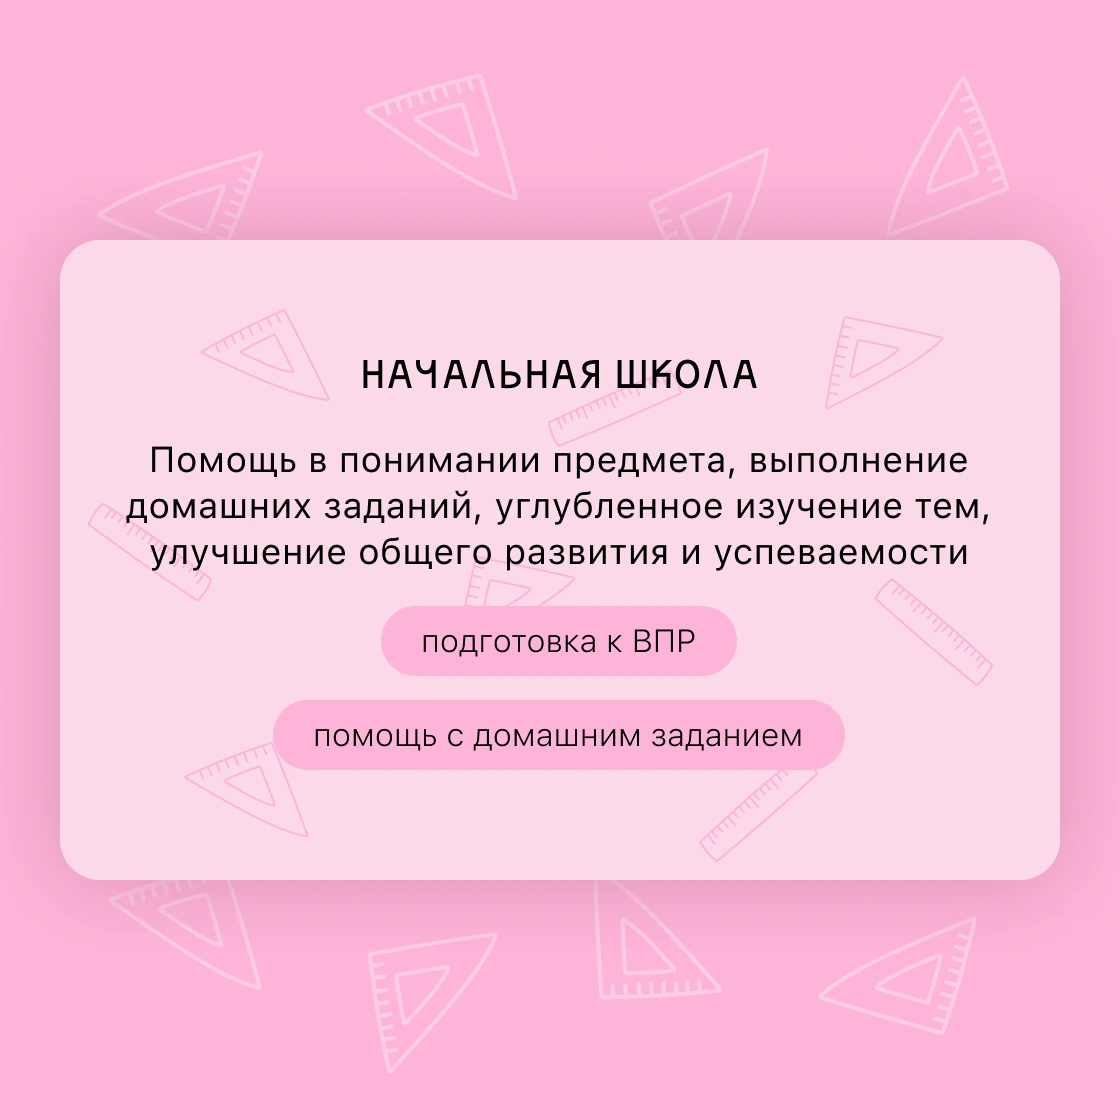 НАЧАЛЬНАЯ ШКОЛА
Помощь в понимании предмета, выполнение
домашних заданий, углубленное изучение тем,
улучшение общего развития и успеваемости
подготовка к ВПР
помощь с домашним заданием